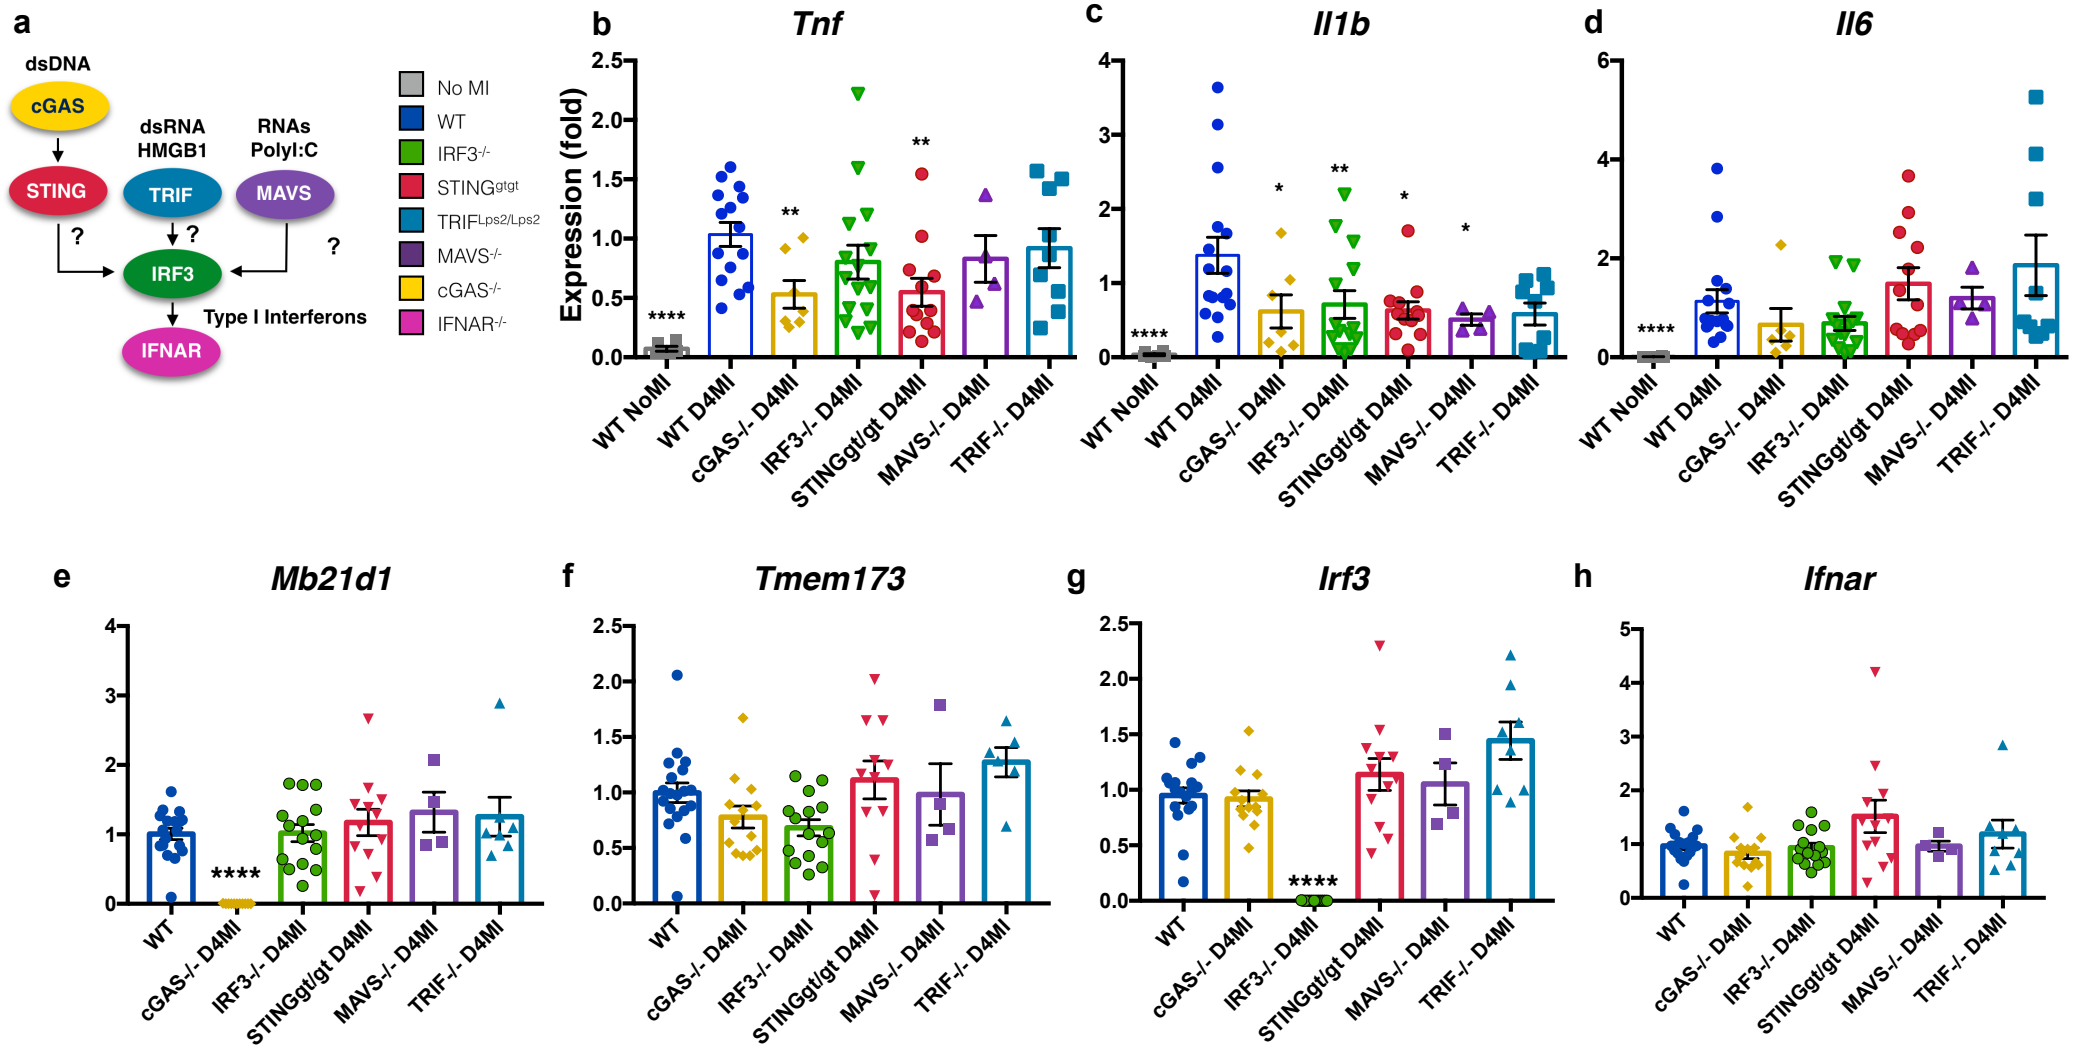 a
dsDNA
cGAS
STING
dsRNA
HMGB1
TRIF
RNAs
PolyI:C
MAVS
?
?
?
IRF3
Type I Interferons
IFNAR
No MI
WT
IRF3-/-
STINGgtgt
TRIFLps2/Lps2
MAVS-/-
cGAS-/-
IFNAR-/-
b
Tnf
Expression (fold)
2.5
2.0
1.5
1.0
0.5
0.0
****
**
**
WT NoMI
WT D4MI
cGAS-/- D4MI
IRF3-/- D4MI
STINGgt/gt D4MI
MAVS-/- D4MI
TRIF-/- D4MI
c
Il1b
4
3
2
1
0
****
*
**
*
*
WT NoMI
WT D4MI
cGAS-/- D4MI
IRF3-/- D4MI
STINGgt/gt D4MI
MAVS-/- D4MI
TRIF-/- D4MI
d
Il6
6
4
2
0
****
WT NoMI
WT D4MI
cGAS-/- D4MI
IRF3-/- D4MI
STINGgt/gt D4MI
MAVS-/- D4MI
TRIF-/- D4MI
e
Mb21d1
4
3
2
1
0
****
WT
cGAS-/- D4MI
IRF3-/- D4MI
STINGgt/gt D4MI
MAVS-/- D4MI
TRIF-/- D4MI
f
Tmem173
2.5
2.0
1.5
1.0
0.5
0.0
WT
cGAS-/- D4MI
IRF3-/- D4MI
STINGgt/gt D4MI
MAVS-/- D4MI
TRIF-/- D4MI
g
Irf3
2.5
2.0
1.5
1.0
0.5
0.0
****
WT
cGAS-/- D4MI
IRF3-/- D4MI
STINGgt/gt D4MI
MAVS-/- D4MI
TRIF-/- D4MI
h
Ifnar
5
4
3
2
1
0
WT
cGAS-/- D4MI
IRF3-/- D4MI
STINGgt/gt D4MI
MAVS-/- D4MI
TRIF-/- D4MI